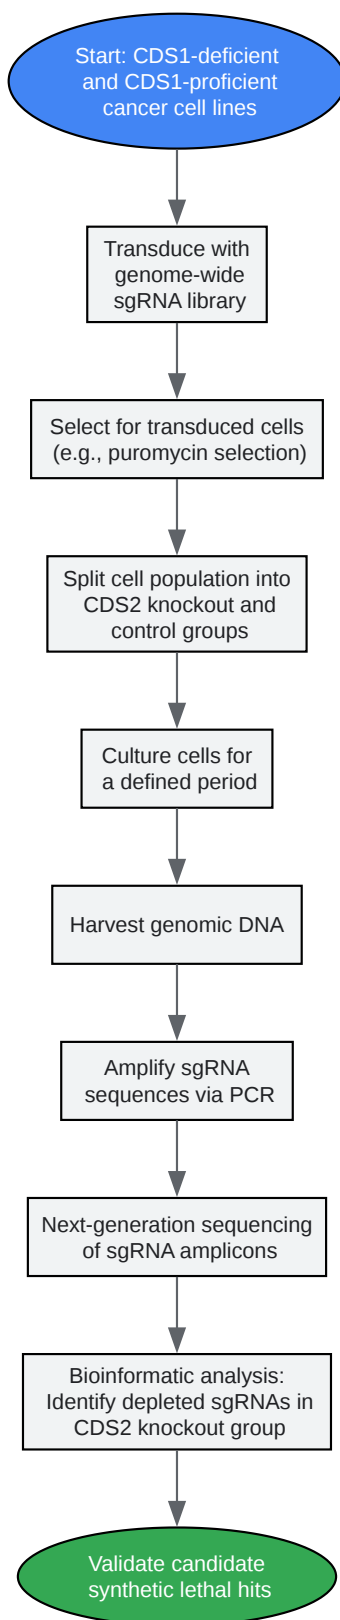 Start: CDS1-deficient
and CDS1-proficient
cancer cell lines
Transduce with
genome-wide
sgRNA library
Select for transduced cells
(e.g., puromycin selection)
Split cell population into
CDS2 knockout and
control groups
Culture cells for
a defined period
Harvest genomic DNA
Amplify sgRNA
sequences via PCR
Next-generation sequencing
of sgRNA amplicons
Bioinformatic analysis:
Identify depleted sgRNAs in
CDS2 knockout group
Validate candidate
synthetic lethal hits